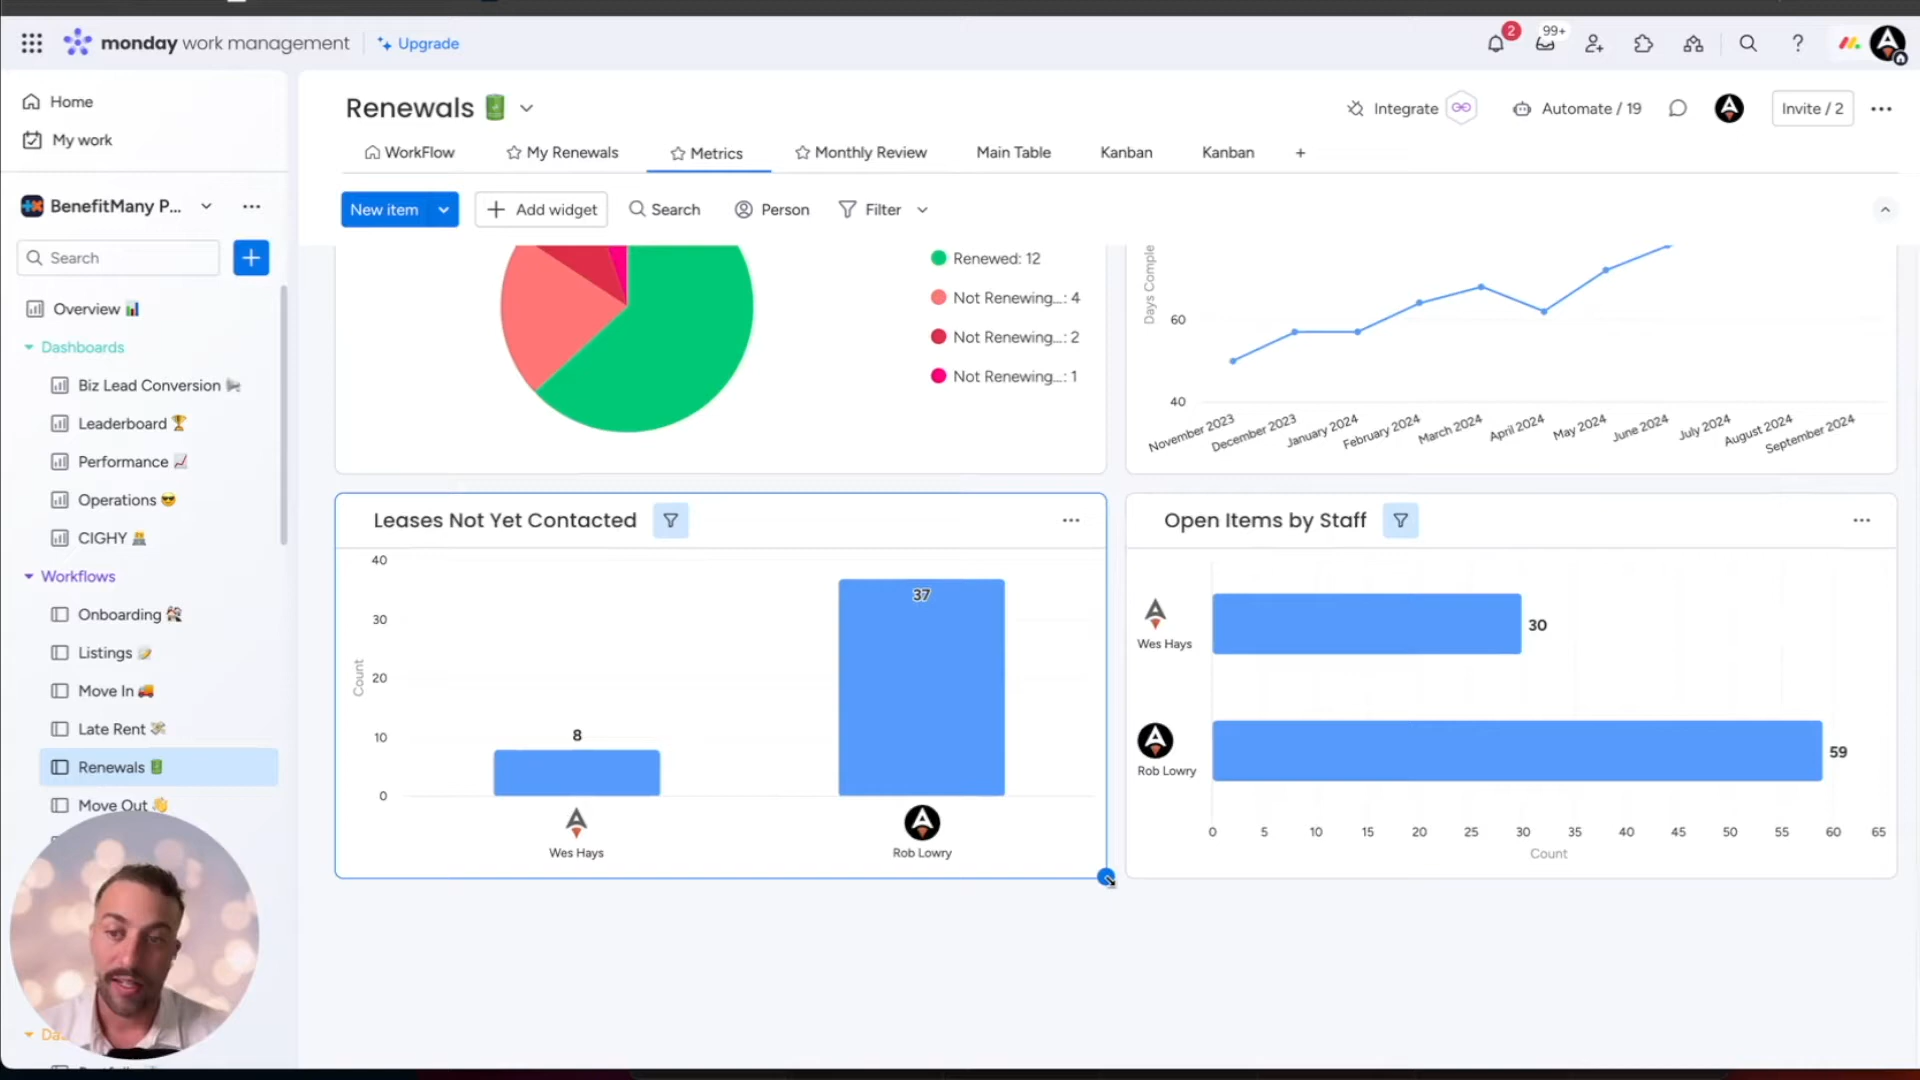 monday work management
Upgrade
2
99+
Home
My work
BenefitMany P...
Search
Overview
Dashboards
Biz Lead Conversion
Leaderboard
Performance
Operations
CIGHY
Workflows
Onboarding
Listings
Move In
Late Rent
Renewals
Move Out
Renewals
Integrate
Automate / 19
Invite / 2
WorkFlow
My Renewals
Metrics
Monthly Review
Main Table
Kanban
Kanban
New item
Add widget
Search
Person
Filter
Renewed: 12
Not Renewing...: 4
Not Renewing...: 2
Not Renewing...: 1
Days Comple
60
40
November 2023
December 2023
January 2024
February 2024
March 2024
April 2024
May 2024
June 2024
July 2024
August 2024
September 2024
Leases Not Yet Contacted
40
30
20
10
0
Count
8
37
Wes Hays
Rob Lowry
Open Items by Staff
Wes Hays
30
Rob Lowry
59
0 5 10 15 20 25 30 35 40 45 50 55 60 65
Count